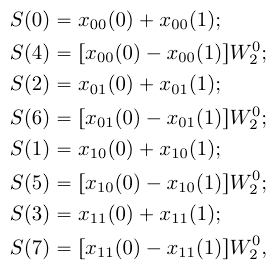 S(0) = x₀₀(0) + x₀₀(1);
S(4) = [x₀₀(0) − x₀₀(1)]W₂⁰;
S(2) = x₀₁(0) + x₀₁(1);
S(6) = [x₀₁(0) − x₀₁(1)]W₂⁰;
S(1) = x₁₀(0) + x₁₀(1);
S(5) = [x₁₀(0) − x₁₀(1)]W₂⁰;
S(3) = x₁₁(0) + x₁₁(1);
S(7) = [x₁₁(0) − x₁₁(1)]W₂⁰,